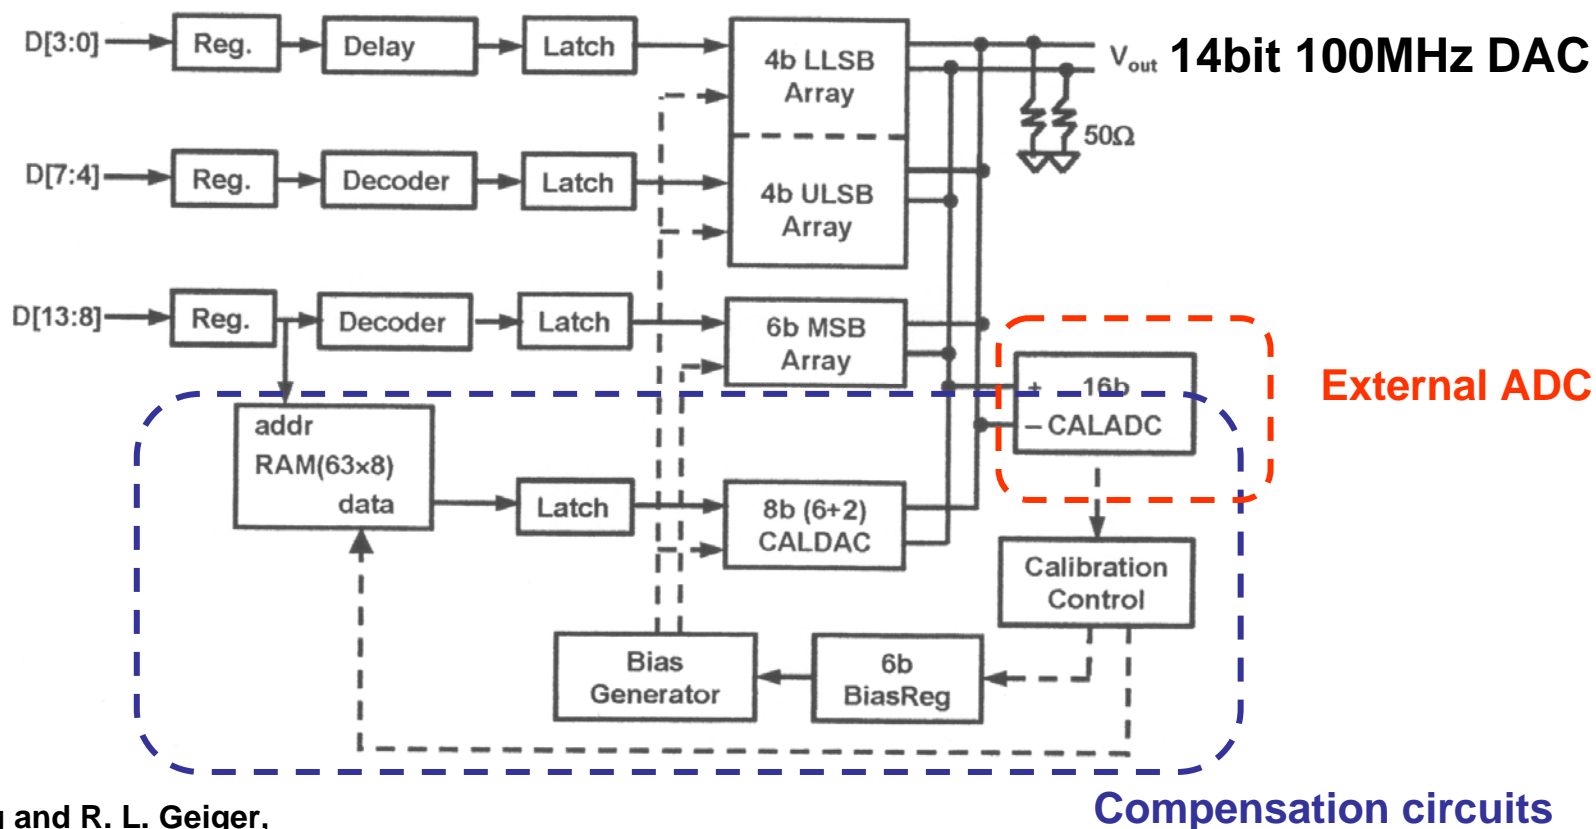 D[3:0]
Reg.
Delay
Latch
4b LLSB
Array
Vout
14bit 100MHz DAC
50Ω
D[7:4]
Reg.
Decoder
Latch
4b ULSB
Array
D[13:8]
Reg.
Decoder
Latch
6b MSB
Array
+ 16b
– CALADC
External ADC
addr
RAM(63×8)
data
Latch
8b (6+2)
CALDAC
Calibration
Control
Bias
Generator
6b
BiasReg
Compensation circuits
and R. L. Geiger,